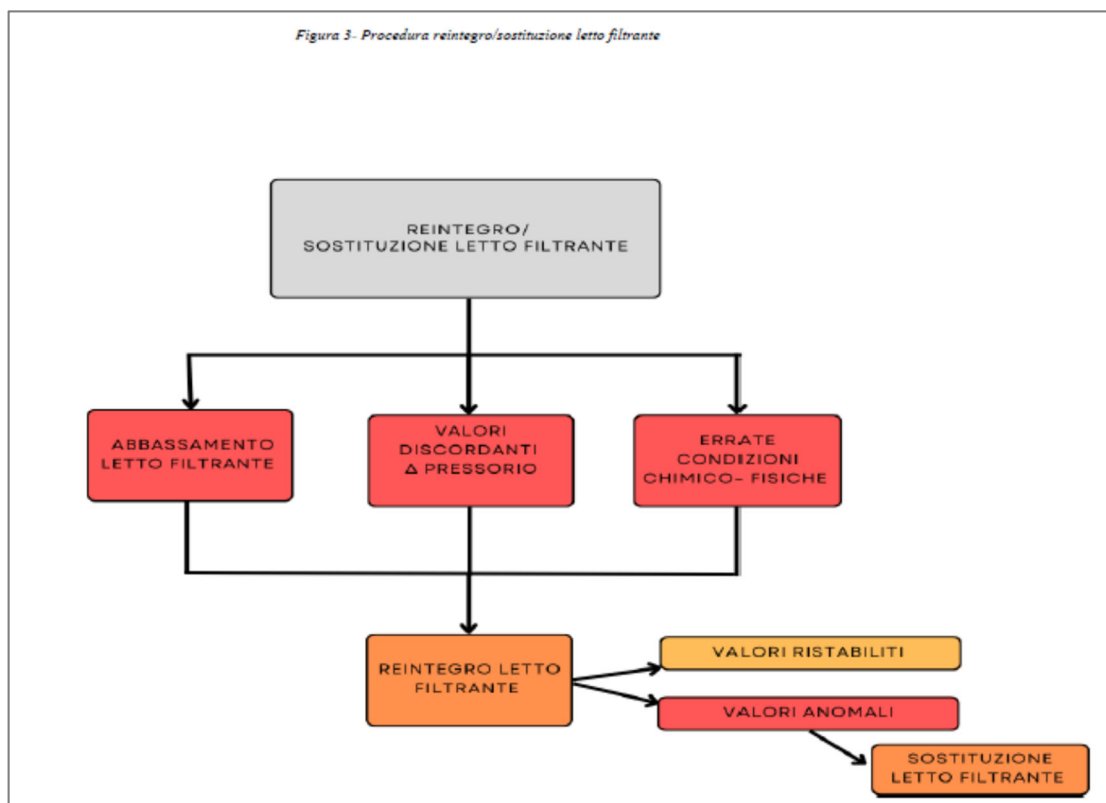 Figura 3- Procedura reintegro/sostituzione letto filtrante
REINTEGRO/
SOSTITUZIONE LETTO FILTRANTE
ABBASSAMENTO
LETTO FILTRANTE
VALORI
DISCORDANTI
Δ PRESSORIO
ERRATE
CONDIZIONI
CHIMICO- FISICHE
REINTEGRO LETTO
FILTRANTE
VALORI RISTABILITI
VALORI ANOMALI
SOSTITUZIONE
LETTO FILTRANTE